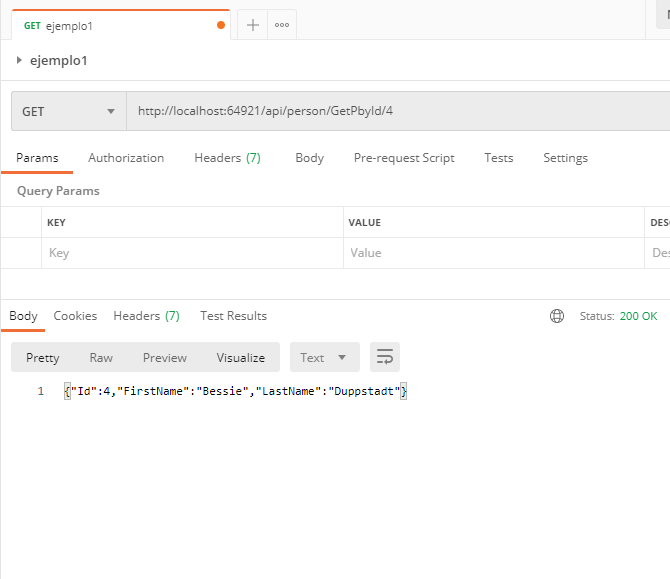 GET ejemplo1
ejemplo1
GET http://localhost:64921/api/person/GetPbyId/4
Params Authorization Headers (7) Body Pre-request Script Tests Settings
Query Params
KEY VALUE
Key Value
Body Cookies Headers (7) Test Results Status: 200 OK
Pretty Raw Preview Visualize Text
1 {"Id":4,"FirstName":"Bessie","LastName":"Duppstadt"}